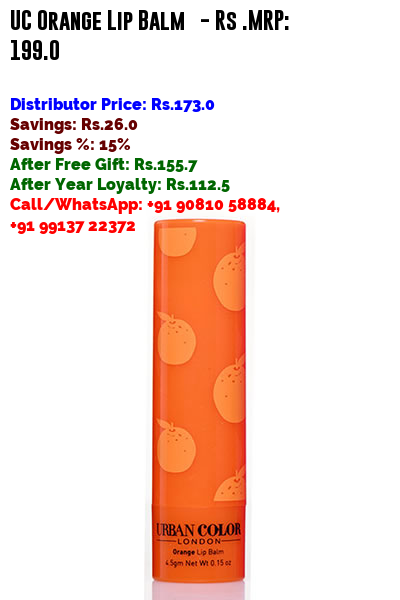 UC Orange Lip Balm - Rs .MRP:
199.0
Distributor Price: Rs.173.0
Savings: Rs.26.0
Savings %: 15%
After Free Gift: Rs.155.7
After Year Loyalty: Rs.112.5
Call/WhatsApp: +91 90810 58884,
+91 99137 22372
URBAN COLOR
LONDON
Orange Lip Balm
4.5gm Net Wt 0.15 oz